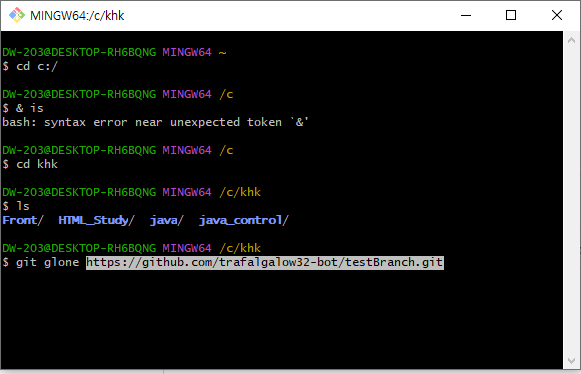 MINGW64:/c/khk
DW-203@DESKTOP-RH6BQNG MINGW64 ~
$ cd c:/
DW-203@DESKTOP-RH6BQNG MINGW64 /c
$ & is
bash: syntax error near unexpected token `&'
DW-203@DESKTOP-RH6BQNG MINGW64 /c
$ cd khk
DW-203@DESKTOP-RH6BQNG MINGW64 /c/khk
$ ls
Front/  HTML_Study/  java/  java_control/
DW-203@DESKTOP-RH6BQNG MINGW64 /c/khk
$ git glone https://github.com/trafalgalow32-bot/testBranch.git